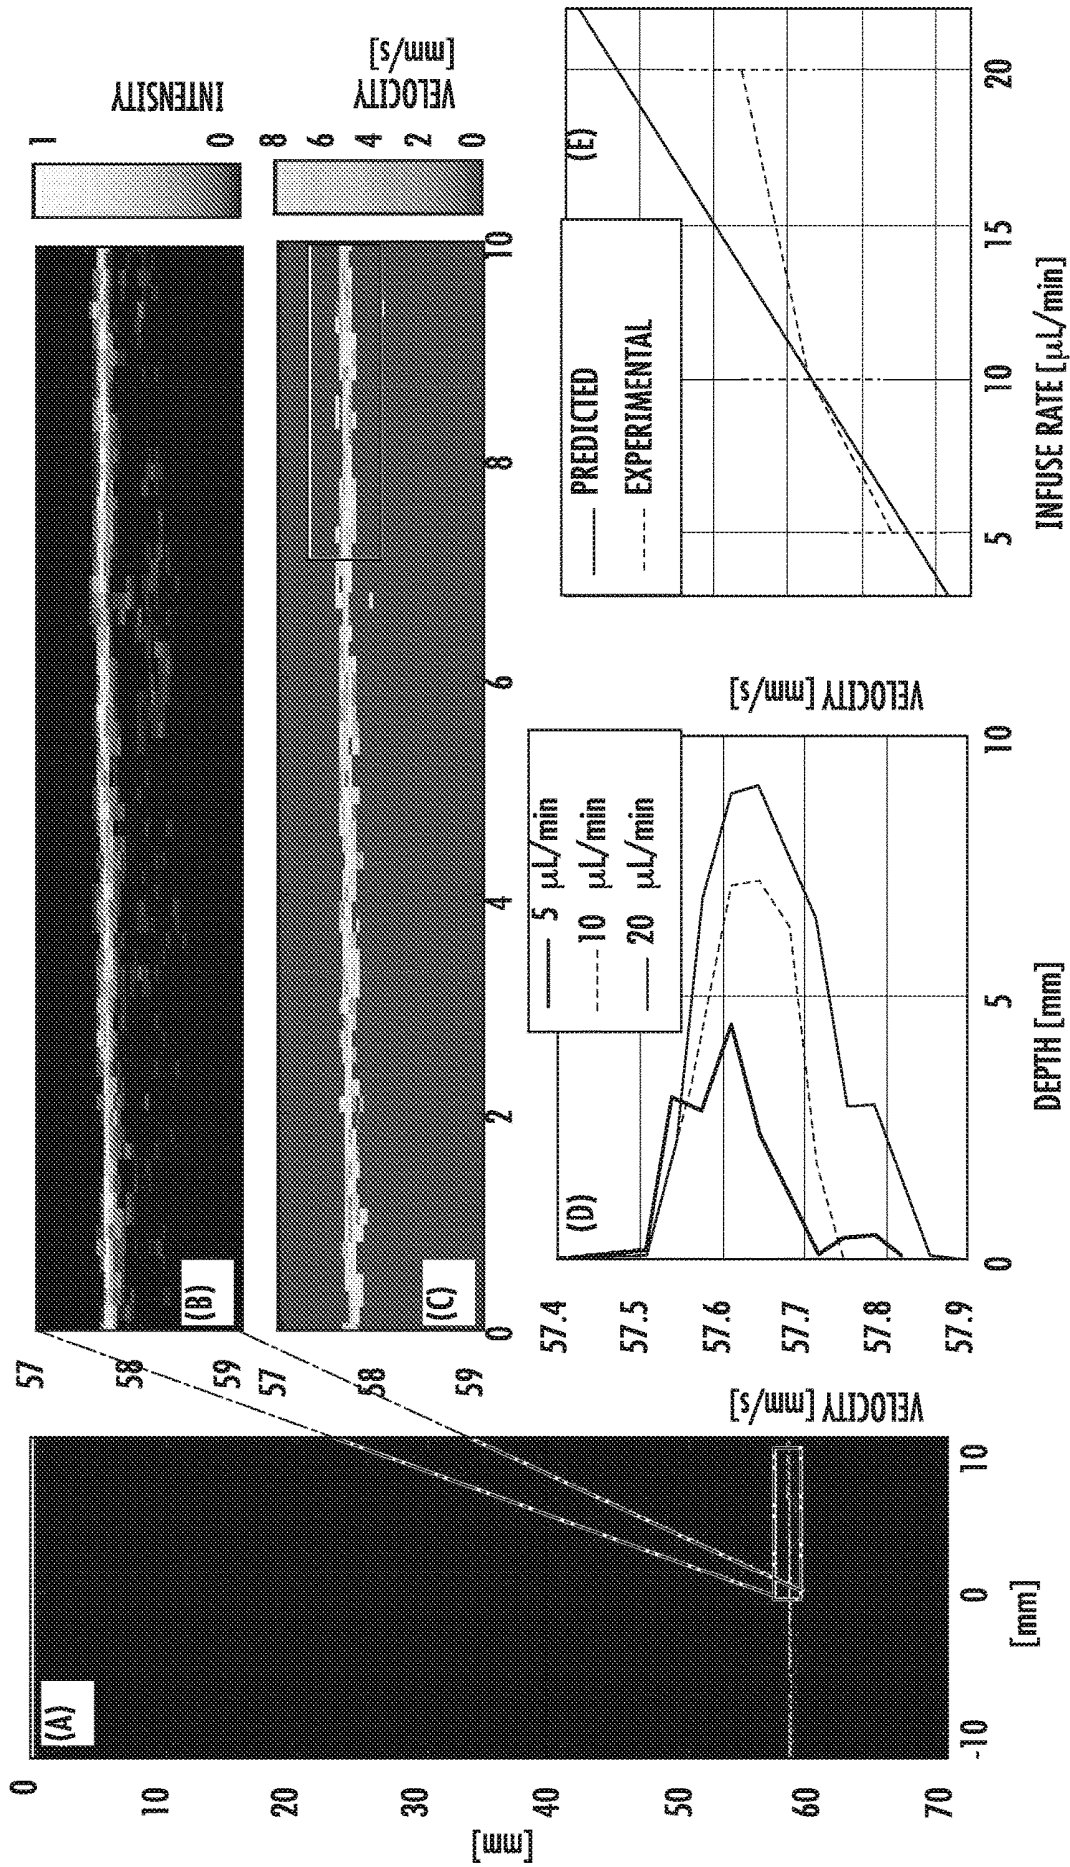 (A)
0
10
20
30
40
50
60
70
[mm]
-10
0
10
[mm]
(B)
57
58
59
1
0
INTENSITY
(C)
57
58
59
0
2
4
6
8
10
8
6
4
2
0
VELOCITY
[mm/s]
(D)
5 µL/min
10 µL/min
20 µL/min
57.4
57.5
57.6
57.7
57.8
57.9
VELOCITY [mm/s]
0
5
10
DEPTH [mm]
(E)
PREDICTED
EXPERIMENTAL
VELOCITY [mm/s]
5
10
15
20
INFUSE RATE [µL/min]